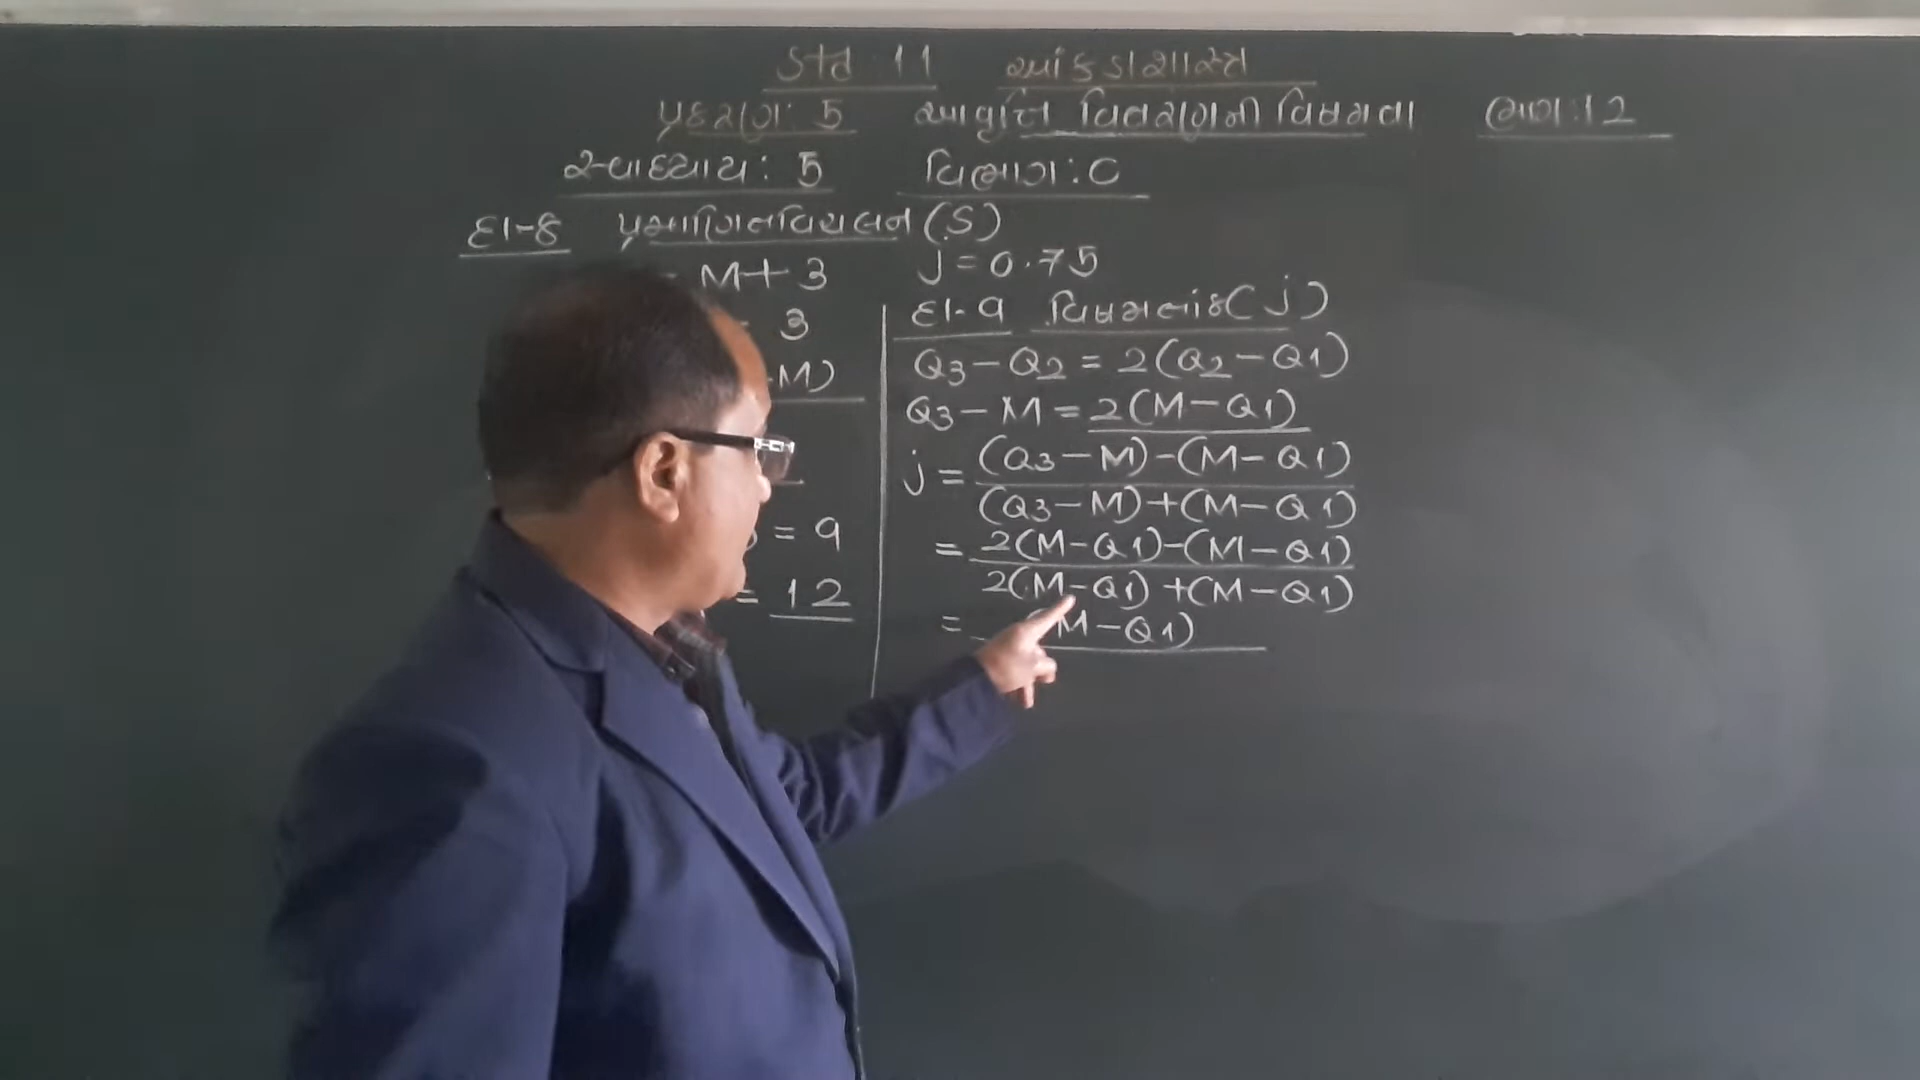 Std : 11 આંકડાશાસ્ત્ર
પ્રકરણ: 5 આવૃત્તિ વિતરણની વિષમતા ભાગ:12
સ્વાધ્યાય: 5 વિભાગ: C
દા-8 પ્રમાણિતવિચલન (S)
= M+3
3
-M)
= 9
= 12
j = 0.75
દા-9 વિષમતાંક (j)
Q3-Q2 = 2(Q2-Q1)
Q3-M = 2(M-Q1)
j = (Q3-M)-(M-Q1)
(Q3-M)+(M-Q1)
= 2(M-Q1)-(M-Q1)
2(M-Q1)+(M-Q1)
= M-Q1)